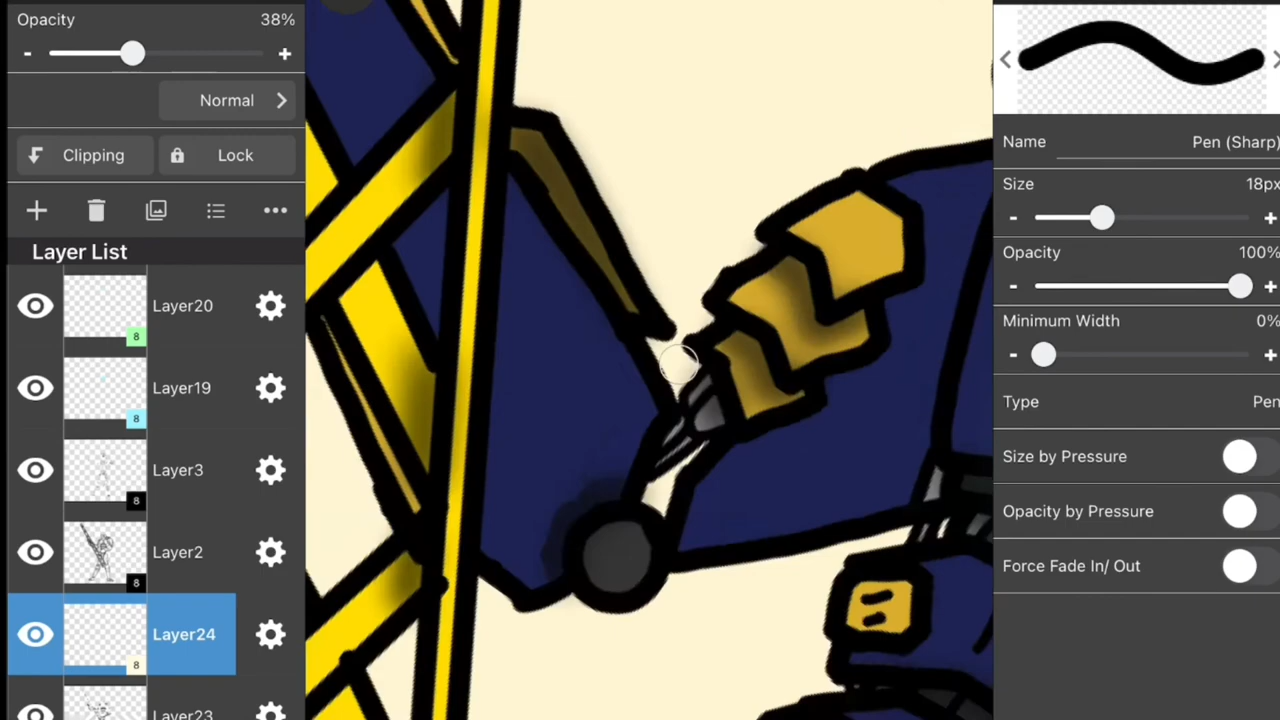 Opacity 38%
- +
Normal >
Clipping Lock
+
Layer List
Layer20
8
Layer19
8
Layer3
8
Layer2
8
Layer24
8
Layer23
Name Pen (Sharp)
Size 18px
- +
Opacity 100%
- +
Minimum Width 0%
- +
Type Pen
Size by Pressure
Opacity by Pressure
Force Fade In/ Out